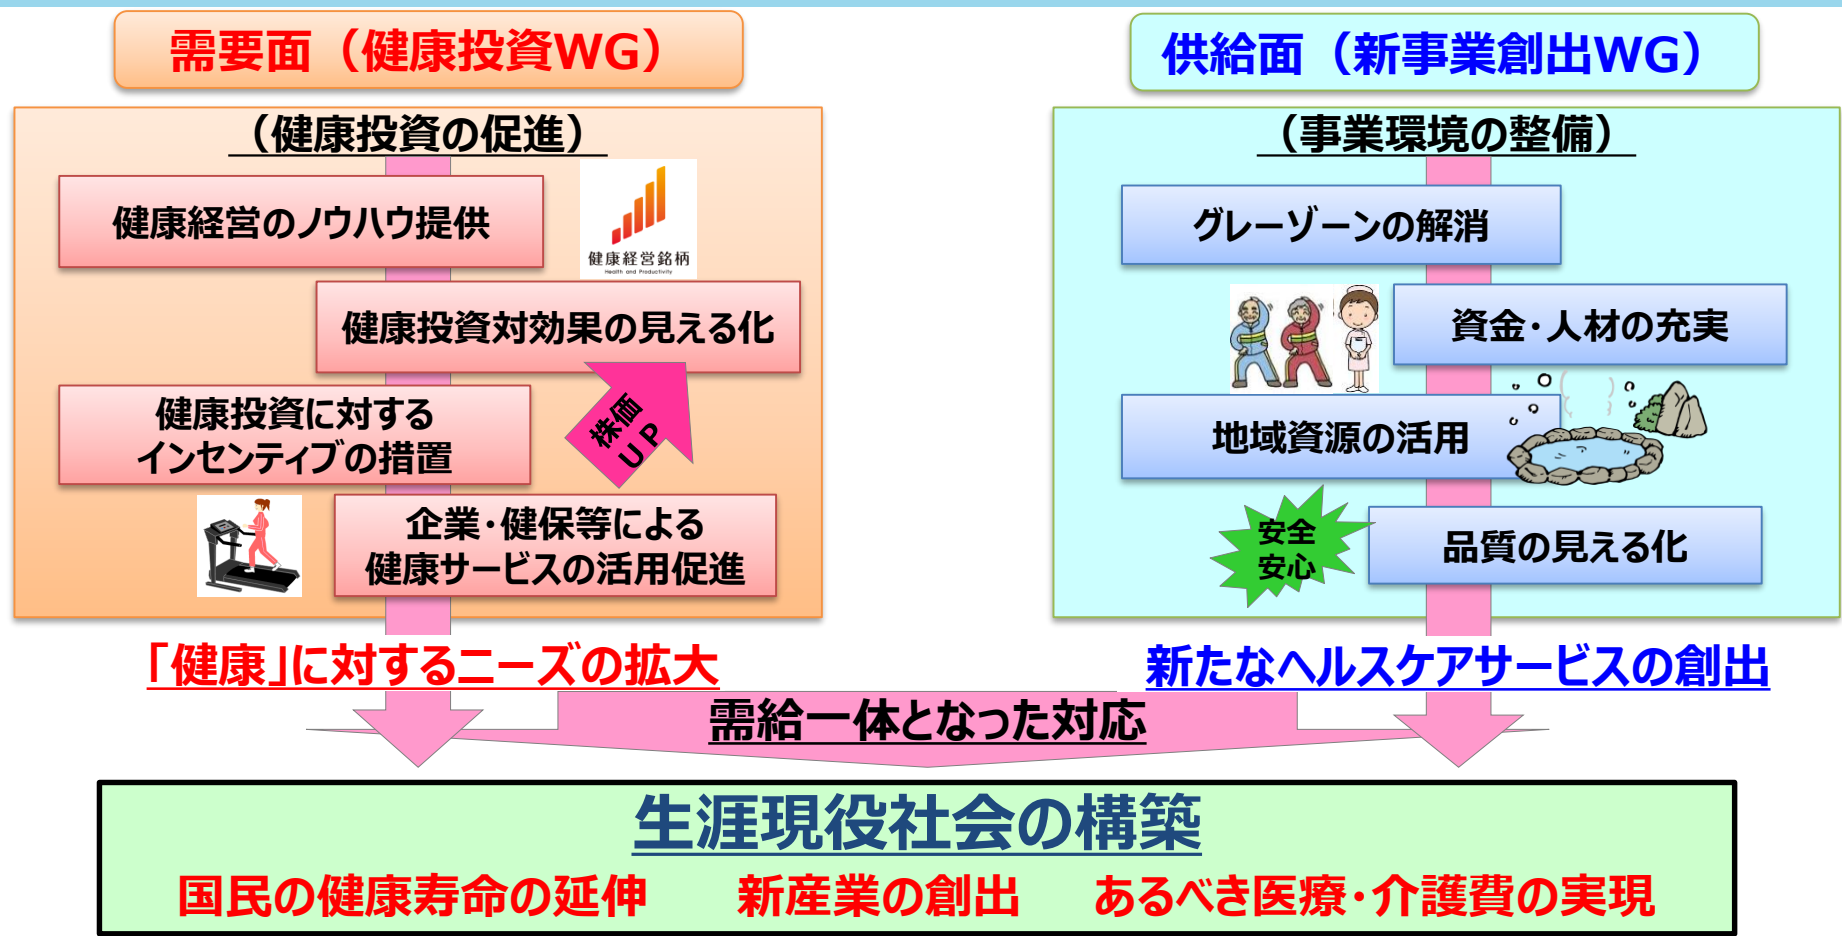 需要面（健康投資WG）
（健康投資の促進）
健康経営のノウハウ提供
健康経営銘柄
Health and Productivity
健康投資対効果の見える化
健康投資に対する
インセンティブの措置
株価
UP
企業・健保等による
健康サービスの活用促進
「健康」に対するニーズの拡大
供給面（新事業創出WG）
（事業環境の整備）
グレーゾーンの解消
資金・人材の充実
地域資源の活用
安全
安心
品質の見える化
新たなヘルスケアサービスの創出
需給一体となった対応
生涯現役社会の構築
国民の健康寿命の延伸 新産業の創出 あるべき医療・介護費の実現